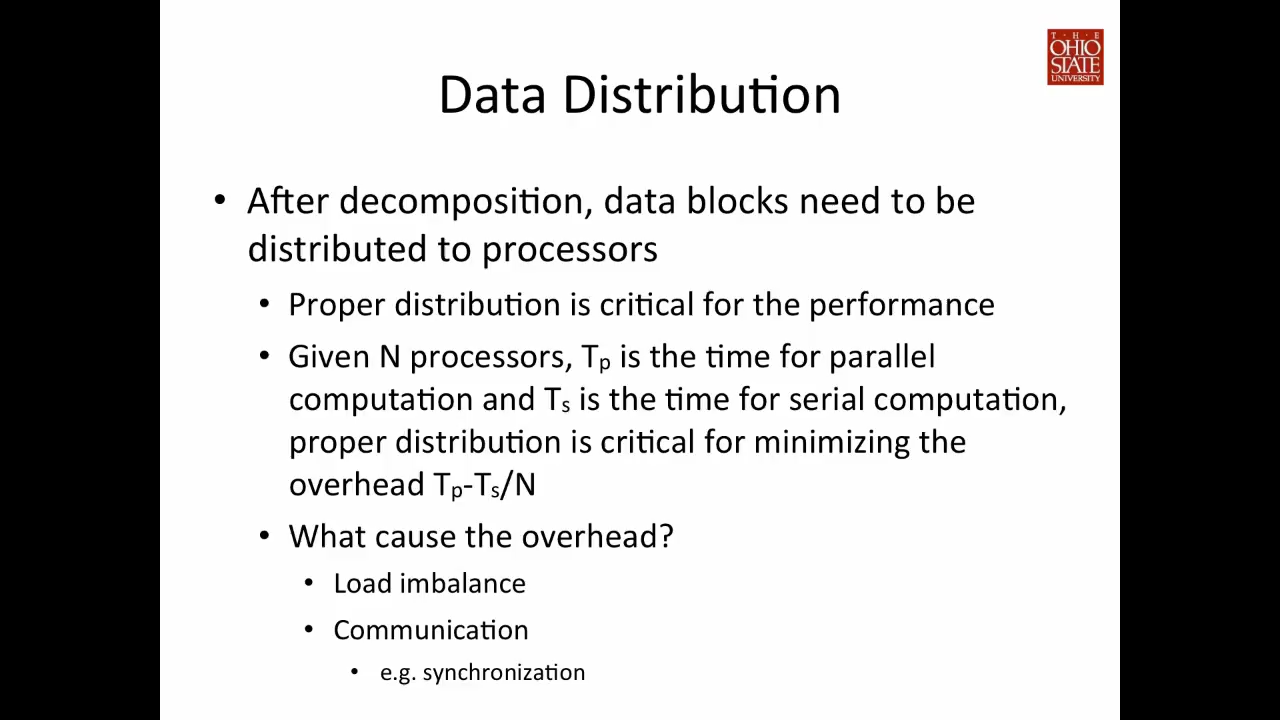 T · H · E
OHIO
STATE
UNIVERSITY
Data Distribution
• After decomposition, data blocks need to be
distributed to processors
• Proper distribution is critical for the performance
• Given N processors, Tp is the time for parallel
computation and Ts is the time for serial computation,
proper distribution is critical for minimizing the
overhead Tp-Ts/N
• What cause the overhead?
• Load imbalance
• Communication
• e.g. synchronization